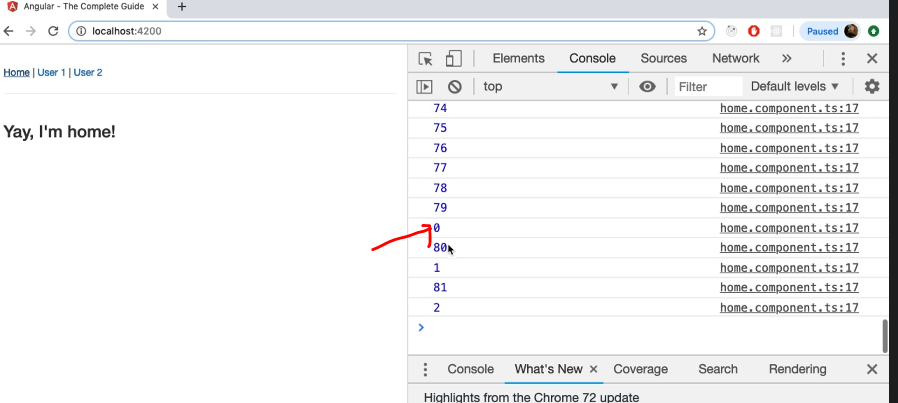 Angular - The Complete Guide
localhost:4200
Paused
Home | User 1 | User 2
Yay, I'm home!
Elements Console Sources Network »
top Filter Default levels
74 home.component.ts:17
75 home.component.ts:17
76 home.component.ts:17
77 home.component.ts:17
78 home.component.ts:17
79 home.component.ts:17
0 home.component.ts:17
80 home.component.ts:17
1 home.component.ts:17
81 home.component.ts:17
2 home.component.ts:17
Console What's New Coverage Search Rendering
Highlights from the Chrome 72 update